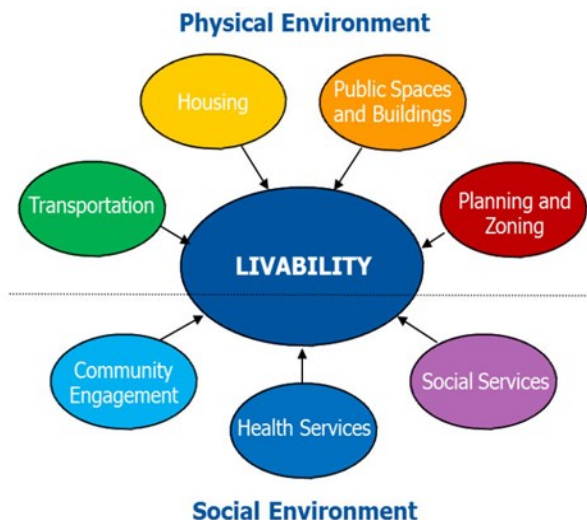 Physical Environment
Housing
Public Spaces
and Buildings
Transportation
Planning and
Zoning
LIVABILITY
Community
Engagement
Health Services
Social Services
Social Environment